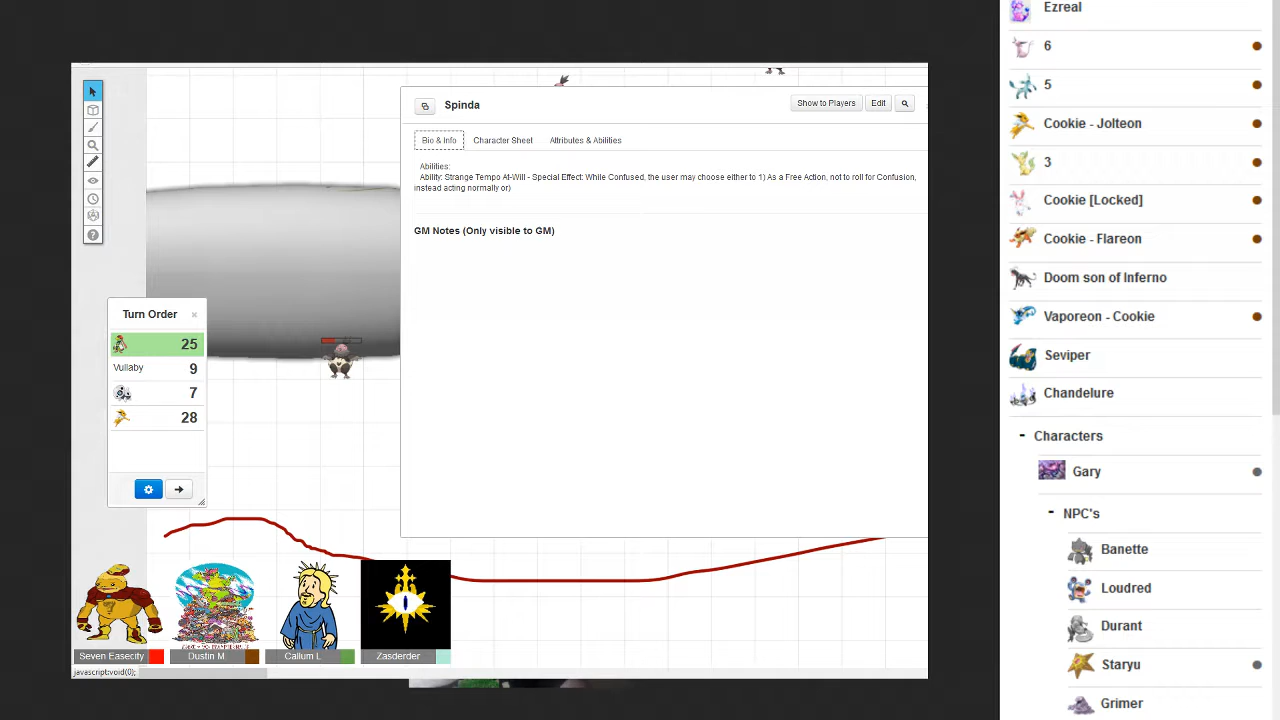 Spinda
Show to Players
Edit
Bio & Info
Character Sheet
Attributes & Abilities
Abilities:
Ability: Strange Tempo At-Will - Special Effect: While Confused, the user may choose either to 1) As a Free Action, not to roll for Confusion,
instead acting normally or)
GM Notes (Only visible to GM)
Turn Order
25
Vullaby 9
7
28
Seven Easecity
Dustin M
Callum L
Zasderder
javascript:void(0);
Ezreal
6
5
Cookie - Jolteon
3
Cookie [Locked]
Cookie - Flareon
Doom son of Inferno
Vaporeon - Cookie
Seviper
Chandelure
- Characters
Gary
- NPC's
Banette
Loudred
Durant
Staryu
Grimer